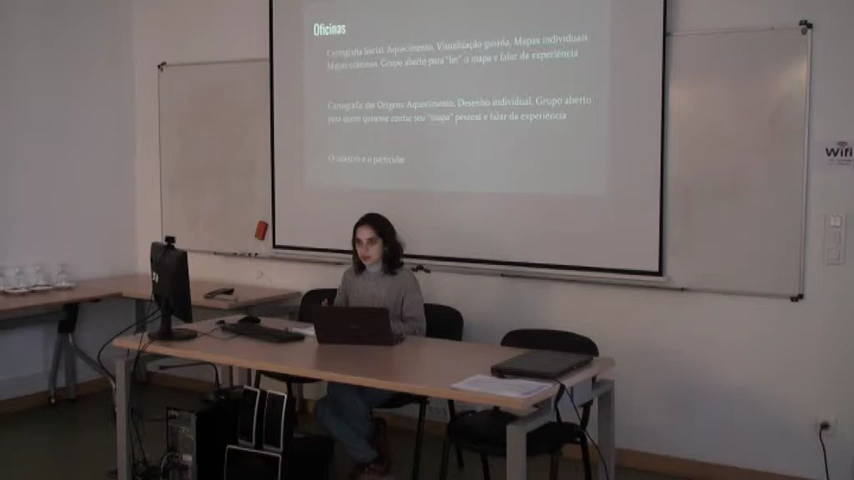 Oficinas
Cartografia Social: Aquecimento, Visualização guiada, Mapas individuais.
Mapas coletivos. Grupo aberto para "ler" o mapa e falar da experiência
Cartografia das Origens: Aquecimento, Desenho individual. Grupo aberto
para quem quisesse contar seu "mapa" pessoal e falar da experiência
O coletivo e o particular
Wifi